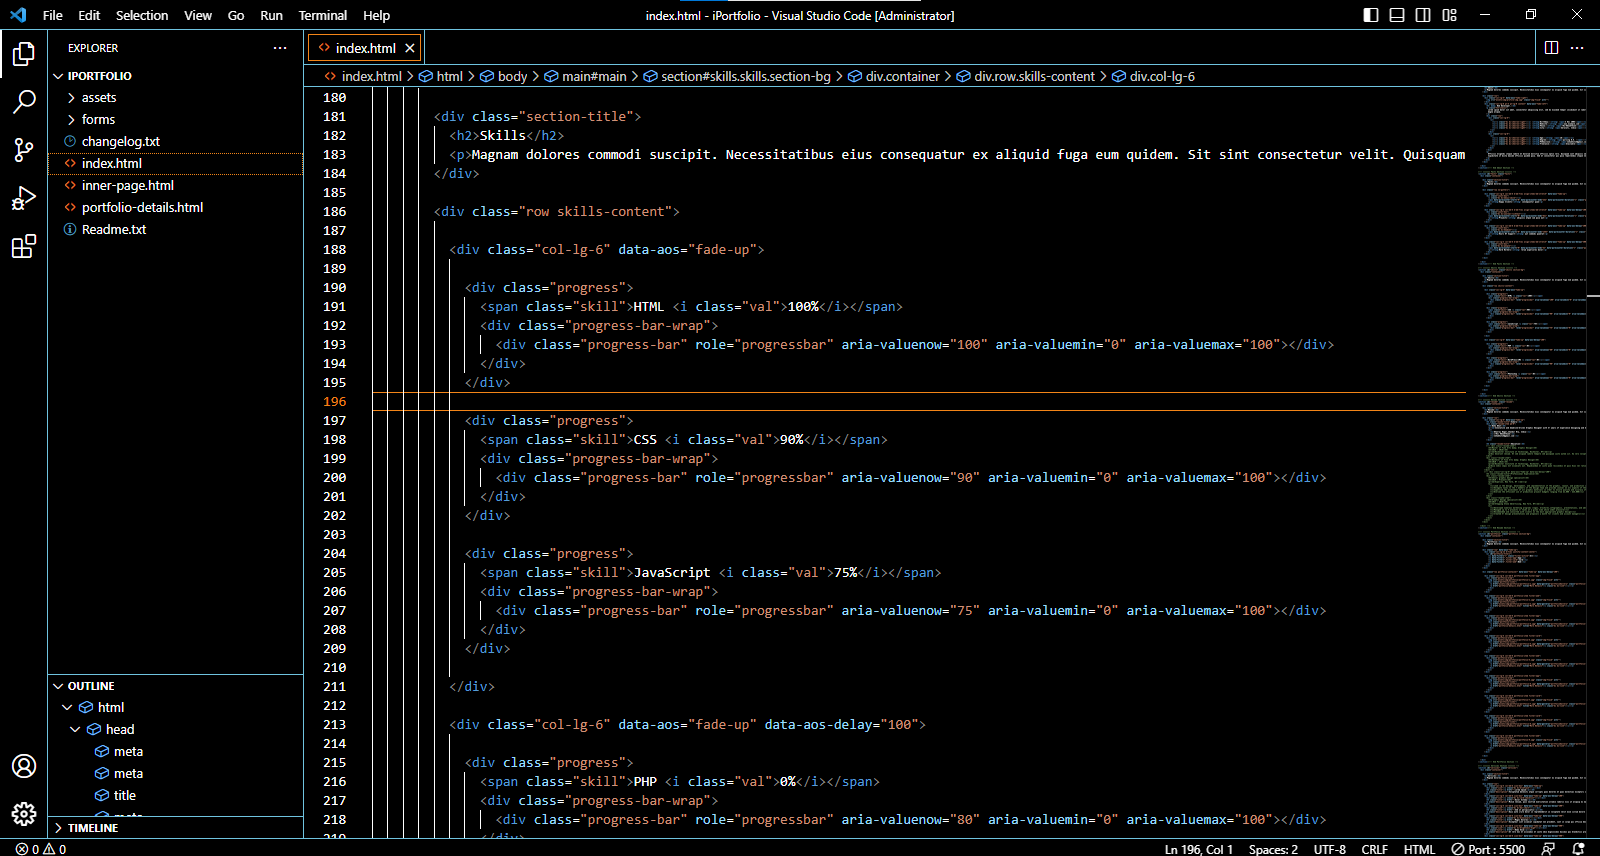 File Edit Selection View Go Run Terminal Help
index.html - iPortfolio - Visual Studio Code [Administrator]
EXPLORER
IPORTFOLIO
assets
forms
changelog.txt
index.html
inner-page.html
portfolio-details.html
Readme.txt
OUTLINE
html
head
meta
meta
title
TIMELINE
index.html
index.html > html > body > main#main > section#skills.skills.section-bg > div.container > div.row.skills-content > div.col-lg-6
180
181 <div class="section-title">
182 <h2>Skills</h2>
183 <p>Magnam dolores commodi suscipit. Necessitatibus eius consequatur ex aliquid fuga eum quidem. Sit sint consectetur velit. Quisquam
184 </div>
185
186 <div class="row skills-content">
187
188 <div class="col-lg-6" data-aos="fade-up">
189
190 <div class="progress">
191 <span class="skill">HTML <i class="val">100%</i></span>
192 <div class="progress-bar-wrap">
193 <div class="progress-bar" role="progressbar" aria-valuenow="100" aria-valuemin="0" aria-valuemax="100"></div>
194 </div>
195 </div>
196
197 <div class="progress">
198 <span class="skill">CSS <i class="val">90%</i></span>
199 <div class="progress-bar-wrap">
200 <div class="progress-bar" role="progressbar" aria-valuenow="90" aria-valuemin="0" aria-valuemax="100"></div>
201 </div>
202 </div>
203
204 <div class="progress">
205 <span class="skill">JavaScript <i class="val">75%</i></span>
206 <div class="progress-bar-wrap">
207 <div class="progress-bar" role="progressbar" aria-valuenow="75" aria-valuemin="0" aria-valuemax="100"></div>
208 </div>
209 </div>
210
211 </div>
212
213 <div class="col-lg-6" data-aos="fade-up" data-aos-delay="100">
214
215 <div class="progress">
216 <span class="skill">PHP <i class="val">0%</i></span>
217 <div class="progress-bar-wrap">
218 <div class="progress-bar" role="progressbar" aria-valuenow="80" aria-valuemin="0" aria-valuemax="100"></div>
219 </div>
0 0
Ln 196, Col 1 Spaces: 2 UTF-8 CRLF HTML Port : 5500